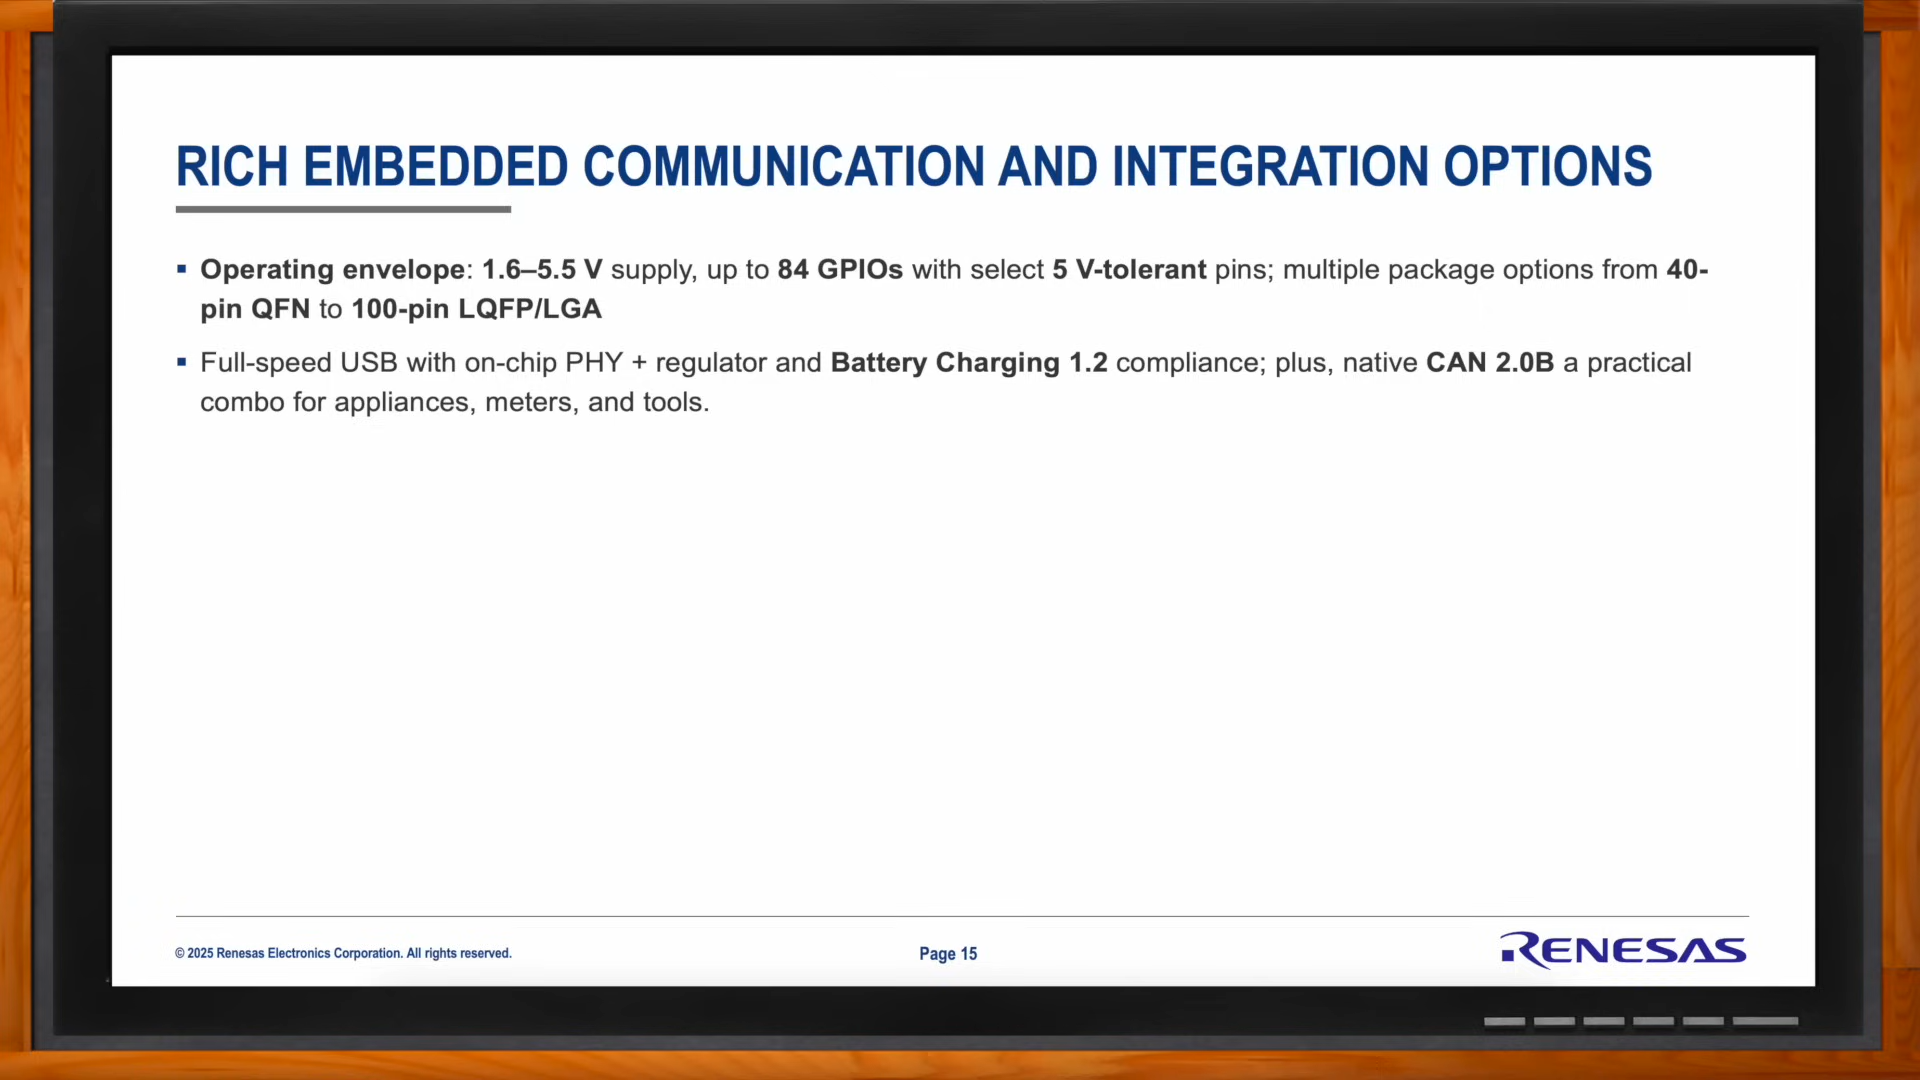 RICH EMBEDDED COMMUNICATION AND INTEGRATION OPTIONS
▪ Operating envelope: 1.6–5.5 V supply, up to 84 GPIOs with select 5 V-tolerant pins; multiple package options from 40-
pin QFN to 100-pin LQFP/LGA
▪ Full-speed USB with on-chip PHY + regulator and Battery Charging 1.2 compliance; plus, native CAN 2.0B a practical
combo for appliances, meters, and tools.
© 2025 Renesas Electronics Corporation. All rights reserved.
Page 15
RENESAS